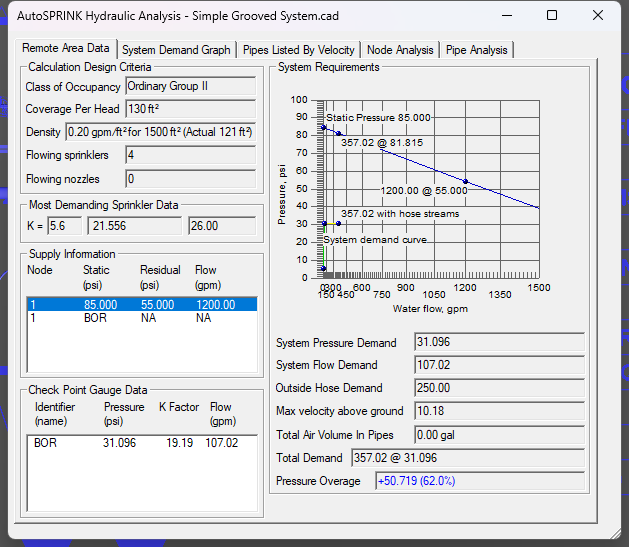 AutoSPRINK Hydraulic Analysis - Simple Grooved System.cad
Remote Area Data System Demand Graph Pipes Listed By Velocity Node Analysis Pipe Analysis
Calculation Design Criteria
Class of Occupancy Ordinary Group II
Coverage Per Head 130 ft²
Density 0.20 gpm/ft² for 1500 ft² (Actual 121 ft²)
Flowing sprinklers 4
Flowing nozzles 0
Most Demanding Sprinkler Data
K = 5.6 21.556 26.00
Supply Information
Node Static Residual Flow
(psi) (psi) (gpm)
1 85.000 55.000 1200.00
1 BOR NA NA
Check Point Gauge Data
Identifier Pressure K Factor Flow
(name) (psi) (gpm)
BOR 31.096 19.19 107.02
System Requirements
100
90
80
70
60
50
40
30
20
10
0
Pressure, psi
Static Pressure 85.000
357.02 @ 81.815
1200.00 @ 55.000
357.02 with hose streams
System demand curve
0 300 600 900 1200 1500
150 450 750 1050 1350
Water flow, gpm
System Pressure Demand 31.096
System Flow Demand 107.02
Outside Hose Demand 250.00
Max velocity above ground 10.18
Total Air Volume In Pipes 0.00 gal
Total Demand 357.02 @ 31.096
Pressure Overage +50.719 (62.0%)